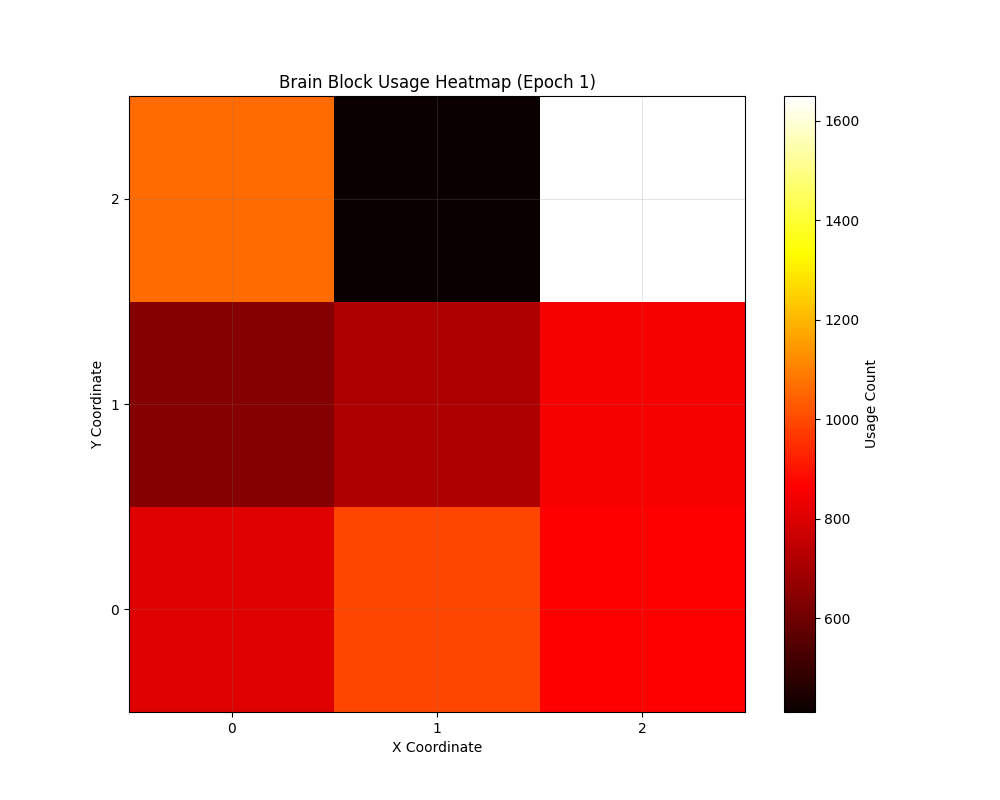 Brain Block Usage Heatmap (Epoch 1)
2
1
0
Y Coordinate
0 1 2
X Coordinate
1600
1400
1200
1000
800
600
Usage Count